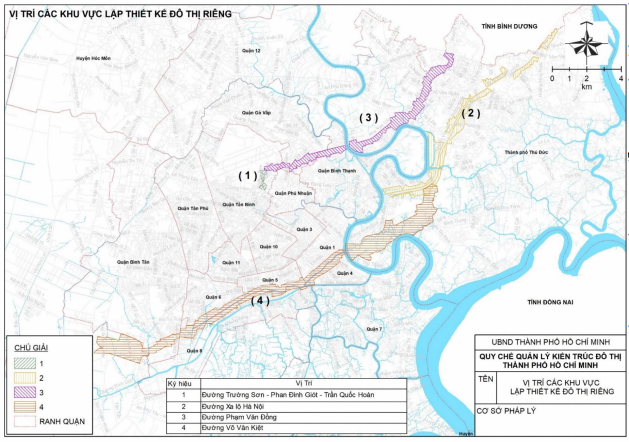 VỊ TRÍ CÁC KHU VỰC LẬP THIẾT KẾ ĐÔ THỊ RIÊNG
TỈNH BÌNH DƯƠNG
Quận 12
Huyện Hóc Môn
4 2 0 4
km
( 3 )
( 2 )
Quận Gò Vấp
Thành phố Thủ Đức
( 1 )
Quận Bình Thạnh
Quận Phú Nhuận
Quận Tân Phú
Quận Tân Bình
Quận 3
Quận 10
Quận 1
Quận Bình Tân
Quận 11
Quận 4
Quận 5
Quận 6
( 4 )
TỈNH ĐỒNG NAI
Quận 7
Quận 8
CHÚ GIẢI
1
2
3
4
RANH QUẬN
Ký hiệu Vị Trí
1 Đường Trường Sơn - Phan Đình Giót - Trần Quốc Hoàn
2 Đường Xa lộ Hà Nội
3 Đường Phạm Văn Đồng
4 Đường Võ Văn Kiệt
UBND THÀNH PHỐ HỒ CHÍ MINH
QUY CHẾ QUẢN LÝ KIẾN TRÚC ĐÔ THỊ
THÀNH PHỐ HỒ CHÍ MINH
TÊN VỊ TRÍ CÁC KHU VỰC
LẬP THIẾT KẾ ĐÔ THỊ RIÊNG
CƠ SỞ PHÁP LÝ
Huyện